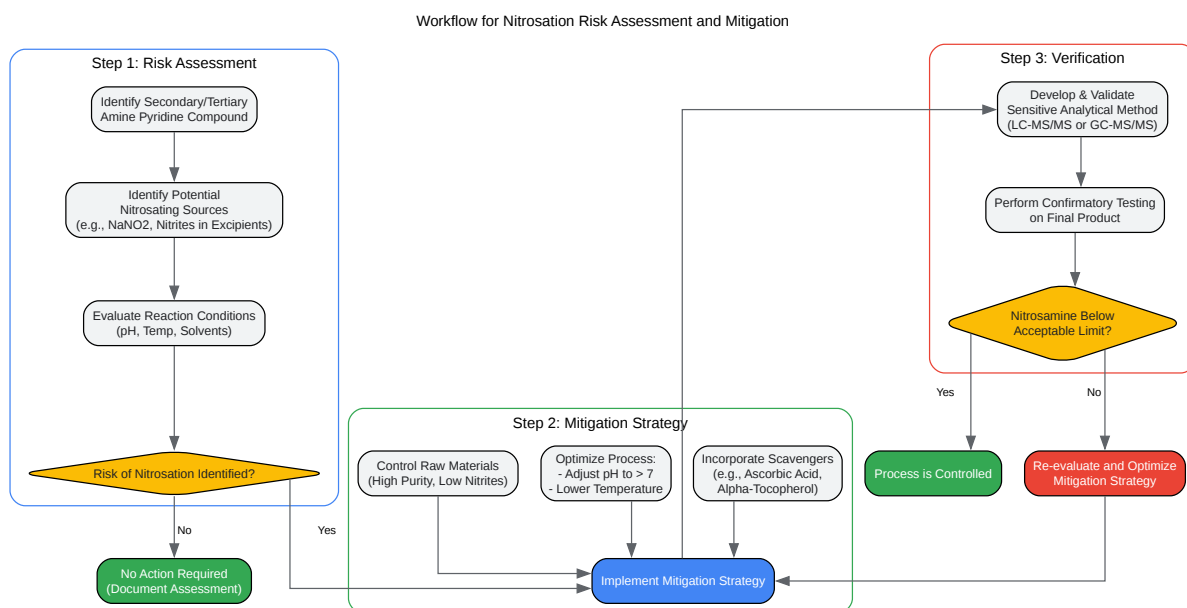 Workflow for Nitrosation Risk Assessment and Mitigation
Step 1: Risk Assessment
Identify Secondary/Tertiary
Amine Pyridine Compound
Identify Potential
Nitrosating Sources
(e.g., NaNO2, Nitrites in Excipients)
Evaluate Reaction Conditions
(pH, Temp, Solvents)
Risk of Nitrosation Identified?
No
Yes
No Action Required
(Document Assessment)
Step 2: Mitigation Strategy
Control Raw Materials
(High Purity, Low Nitrites)
Optimize Process:
- Adjust pH to > 7
- Lower Temperature
Incorporate Scavengers
(e.g., Ascorbic Acid,
Alpha-Tocopherol)
Implement Mitigation Strategy
Step 3: Verification
Develop & Validate
Sensitive Analytical Method
(LC-MS/MS or GC-MS/MS)
Perform Confirmatory Testing
on Final Product
Nitrosamine Below
Acceptable Limit?
Yes
No
Process is Controlled
Re-evaluate and Optimize
Mitigation Strategy